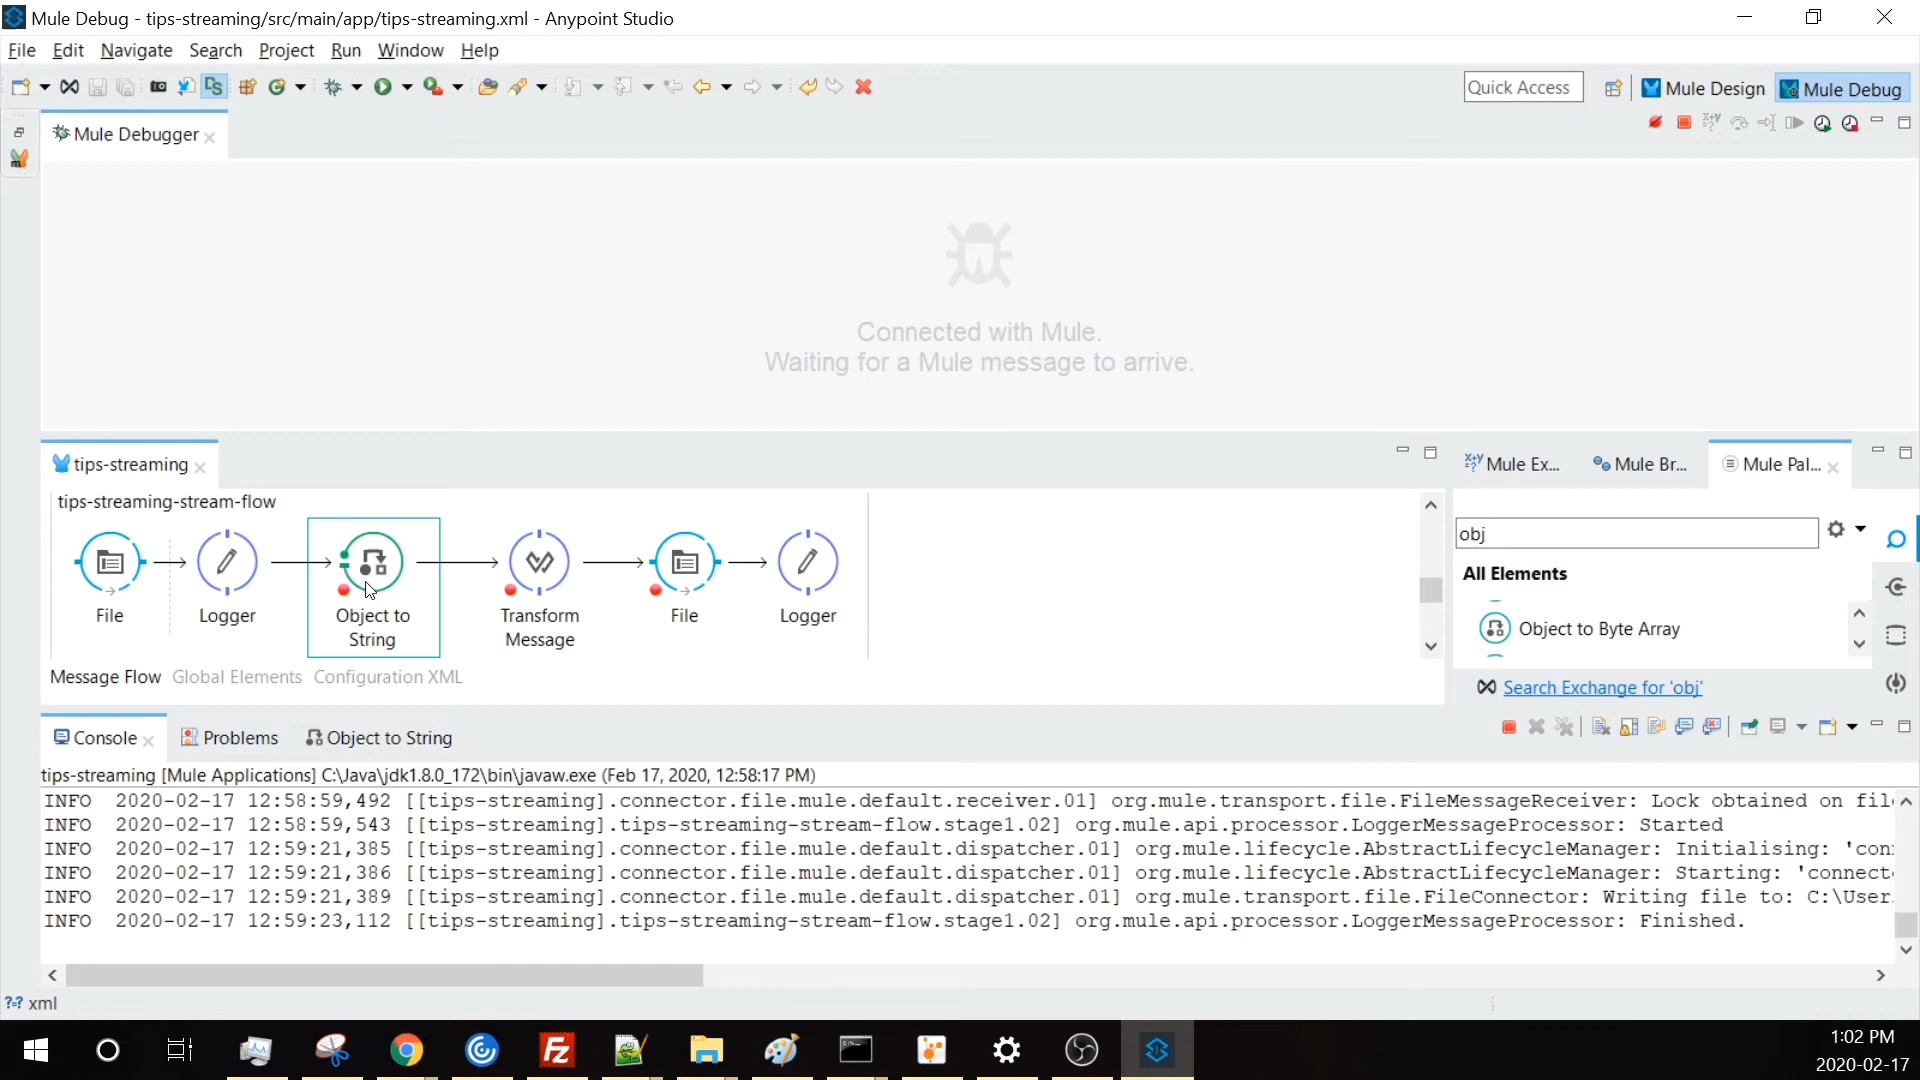 Mule Debug - tips-streaming/src/main/app/tips-streaming.xml - Anypoint Studio
File Edit Navigate Search Project Run Window Help
Quick Access
Mule Design
Mule Debug
Mule Debugger
Connected with Mule.
Waiting for a Mule message to arrive.
tips-streaming
Mule Ex...
Mule Br...
Mule Pal...
tips-streaming-stream-flow
obj
All Elements
File
Logger
Object to
String
Transform
Message
File
Logger
Object to Byte Array
Message Flow Global Elements Configuration XML
Search Exchange for 'obj'
Console
Problems
Object to String
tips-streaming [Mule Applications] C:\Java\jdk1.8.0_172\bin\javaw.exe (Feb 17, 2020, 12:58:17 PM)
INFO 2020-02-17 12:58:59,492 [[tips-streaming].connector.file.mule.default.receiver.01] org.mule.transport.file.FileMessageReceiver: Lock obtained on fil
INFO 2020-02-17 12:58:59,543 [[tips-streaming].tips-streaming-stream-flow.stage1.02] org.mule.api.processor.LoggerMessageProcessor: Started
INFO 2020-02-17 12:59:21,385 [[tips-streaming].connector.file.mule.default.dispatcher.01] org.mule.lifecycle.AbstractLifecycleManager: Initialising: 'con
INFO 2020-02-17 12:59:21,386 [[tips-streaming].connector.file.mule.default.dispatcher.01] org.mule.lifecycle.AbstractLifecycleManager: Starting: 'connect
INFO 2020-02-17 12:59:21,389 [[tips-streaming].connector.file.mule.default.dispatcher.01] org.mule.transport.file.FileConnector: Writing file to: C:\User
INFO 2020-02-17 12:59:23,112 [[tips-streaming].tips-streaming-stream-flow.stage1.02] org.mule.api.processor.LoggerMessageProcessor: Finished.
xml
1:02 PM
2020-02-17